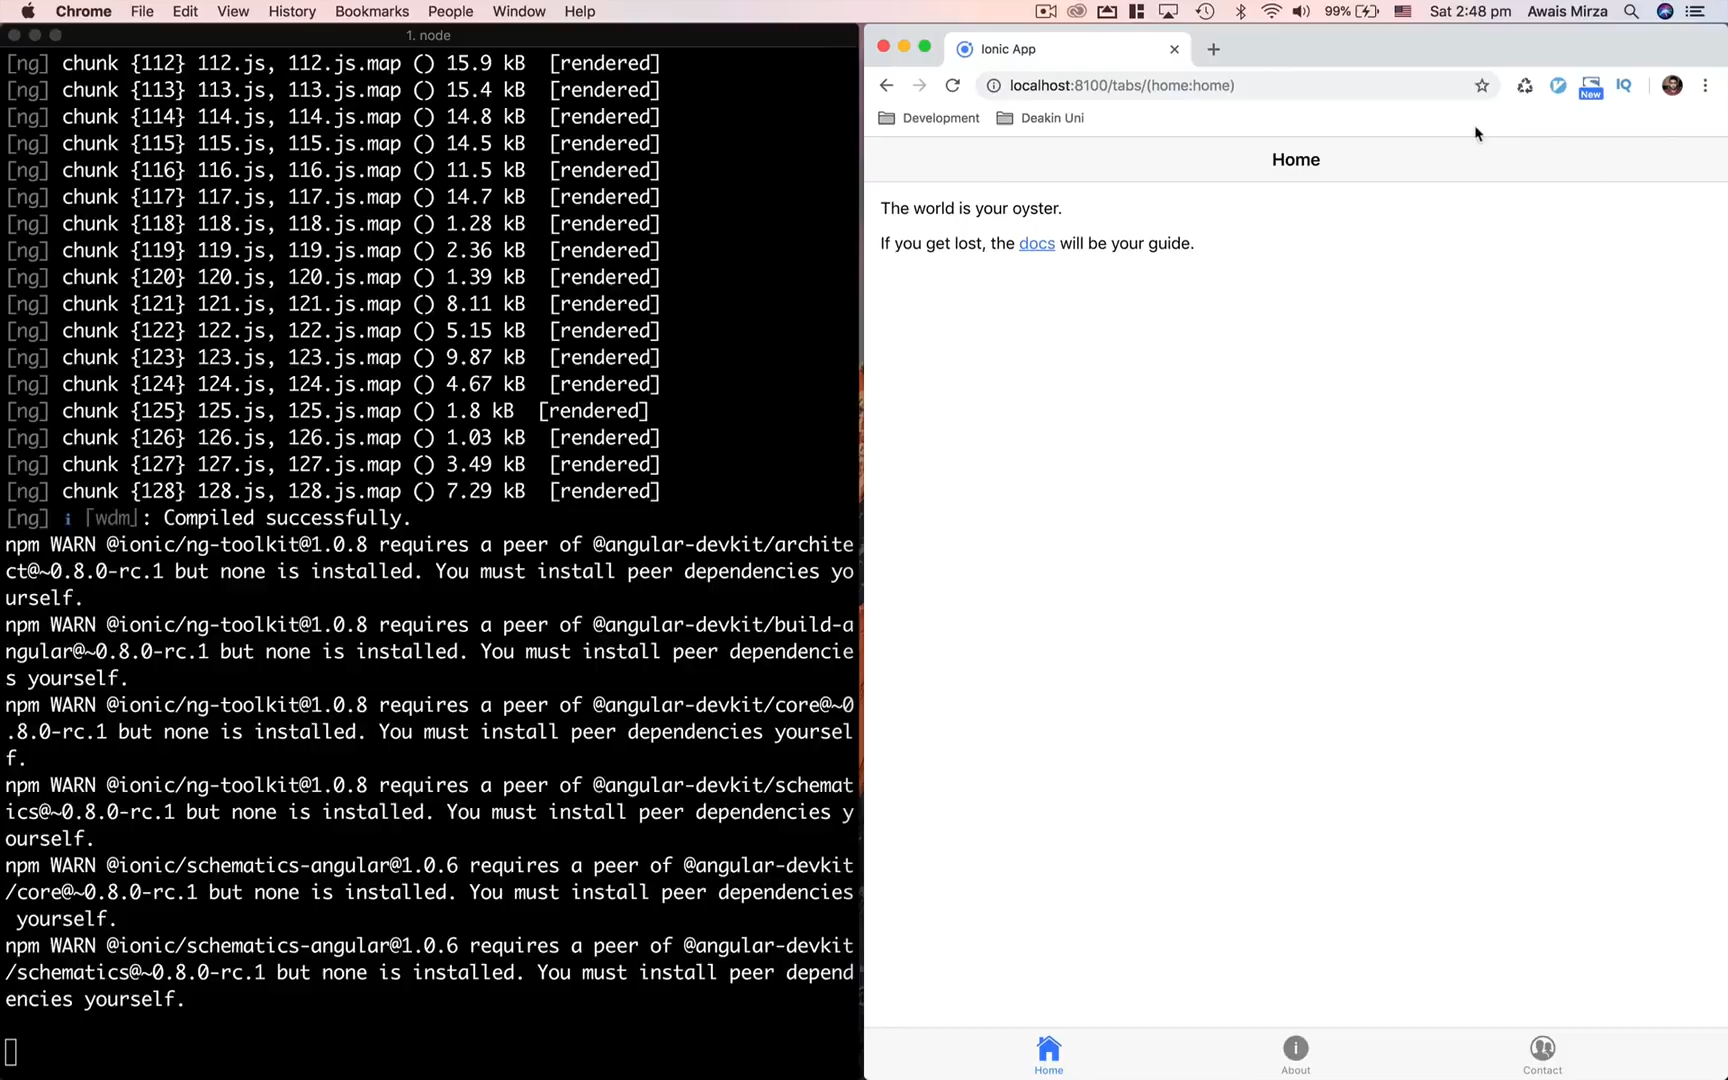 Chrome File Edit View History Bookmarks People Window Help 99% Sat 2:48 pm Awais Mirza
1. node
[ng] chunk {112} 112.js, 112.js.map () 15.9 kB [rendered]
[ng] chunk {113} 113.js, 113.js.map () 15.4 kB [rendered]
[ng] chunk {114} 114.js, 114.js.map () 14.8 kB [rendered]
[ng] chunk {115} 115.js, 115.js.map () 14.5 kB [rendered]
[ng] chunk {116} 116.js, 116.js.map () 11.5 kB [rendered]
[ng] chunk {117} 117.js, 117.js.map () 14.7 kB [rendered]
[ng] chunk {118} 118.js, 118.js.map () 1.28 kB [rendered]
[ng] chunk {119} 119.js, 119.js.map () 2.36 kB [rendered]
[ng] chunk {120} 120.js, 120.js.map () 1.39 kB [rendered]
[ng] chunk {121} 121.js, 121.js.map () 8.11 kB [rendered]
[ng] chunk {122} 122.js, 122.js.map () 5.15 kB [rendered]
[ng] chunk {123} 123.js, 123.js.map () 9.87 kB [rendered]
[ng] chunk {124} 124.js, 124.js.map () 4.67 kB [rendered]
[ng] chunk {125} 125.js, 125.js.map () 1.8 kB [rendered]
[ng] chunk {126} 126.js, 126.js.map () 1.03 kB [rendered]
[ng] chunk {127} 127.js, 127.js.map () 3.49 kB [rendered]
[ng] chunk {128} 128.js, 128.js.map () 7.29 kB [rendered]
[ng] ℹ ｢wdm｣: Compiled successfully.
npm WARN @ionic/ng-toolkit@1.0.8 requires a peer of @angular-devkit/archite
ct@~0.8.0-rc.1 but none is installed. You must install peer dependencies yo
urself.
npm WARN @ionic/ng-toolkit@1.0.8 requires a peer of @angular-devkit/build-a
ngular@~0.8.0-rc.1 but none is installed. You must install peer dependencie
s yourself.
npm WARN @ionic/ng-toolkit@1.0.8 requires a peer of @angular-devkit/core@~0
.8.0-rc.1 but none is installed. You must install peer dependencies yoursel
f.
npm WARN @ionic/ng-toolkit@1.0.8 requires a peer of @angular-devkit/schemat
ics@~0.8.0-rc.1 but none is installed. You must install peer dependencies y
ourself.
npm WARN @ionic/schematics-angular@1.0.6 requires a peer of @angular-devkit
/core@~0.8.0-rc.1 but none is installed. You must install peer dependencies
yourself.
npm WARN @ionic/schematics-angular@1.0.6 requires a peer of @angular-devkit
/schematics@~0.8.0-rc.1 but none is installed. You must install peer depend
encies yourself.
Ionic App
localhost:8100/tabs/(home:home)
New
IQ
Development Deakin Uni
Home
The world is your oyster.
If you get lost, the docs will be your guide.
Home About Contact